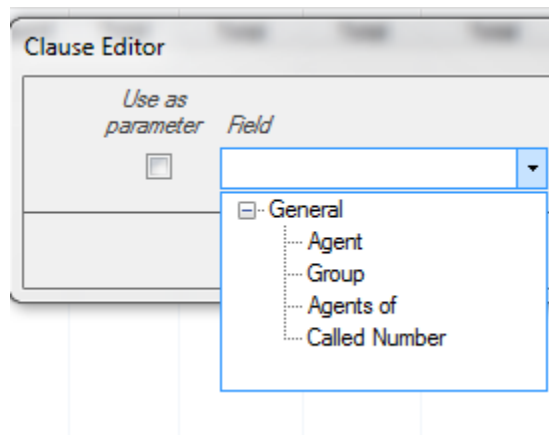 Clause Editor
Use as
parameter Field
General
Agent
Group
Agents of
Called Number